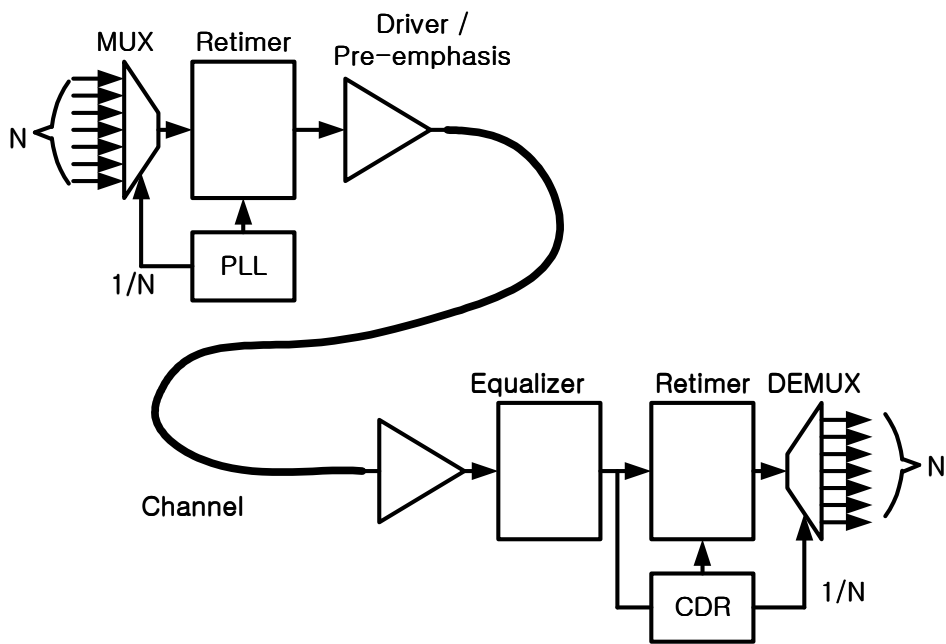 MUX
Retimer
Driver /
Pre-emphasis
N
PLL
1/N
Channel
Equalizer
Retimer
DEMUX
N
CDR
1/N